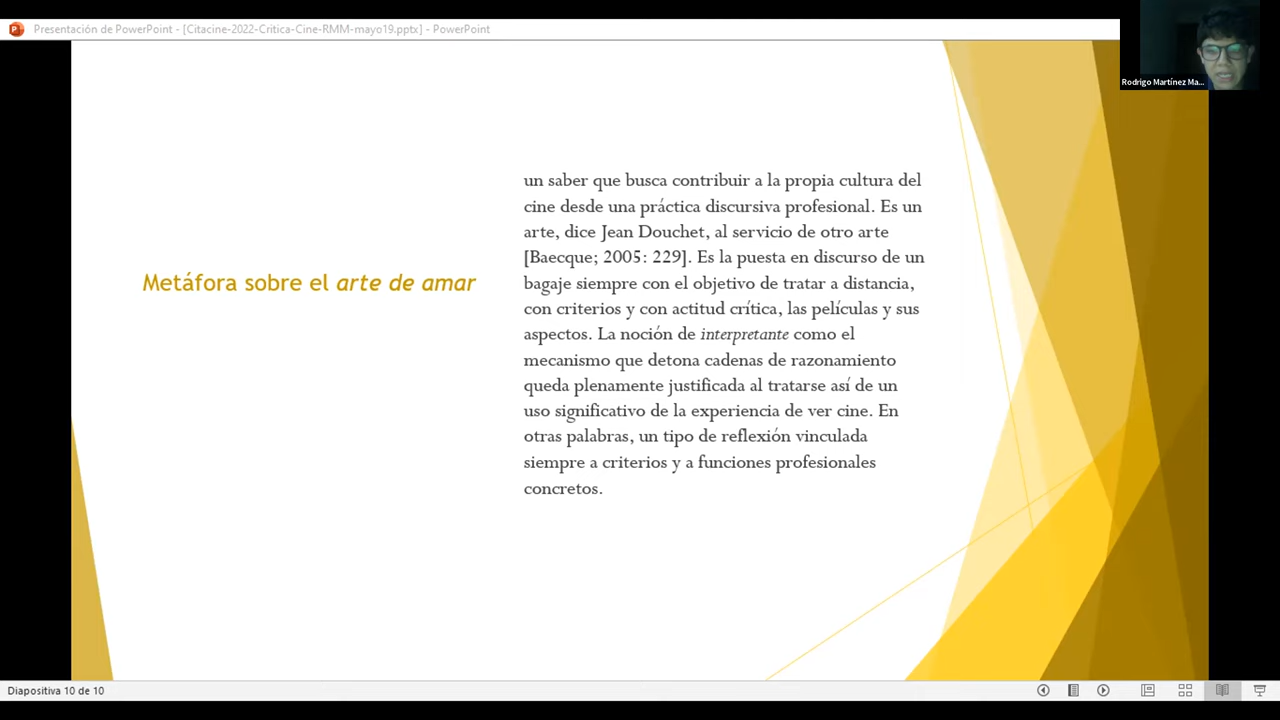 Presentación de PowerPoint - [Citacine-2022-Critica-Cine-RMM-mayo19.pptx] - PowerPoint
Rodrigo Martínez Ma...
Metáfora sobre el arte de amar
un saber que busca contribuir a la propia cultura del
cine desde una práctica discursiva profesional. Es un
arte, dice Jean Douchet, al servicio de otro arte
[Baecque; 2005: 229]. Es la puesta en discurso de un
bagaje siempre con el objetivo de tratar a distancia,
con criterios y con actitud crítica, las películas y sus
aspectos. La noción de interpretante como el
mecanismo que detona cadenas de razonamiento
queda plenamente justificada al tratarse así de un
uso significativo de la experiencia de ver cine. En
otras palabras, un tipo de reflexión vinculada
siempre a criterios y a funciones profesionales
concretos.
Diapositiva 10 de 10